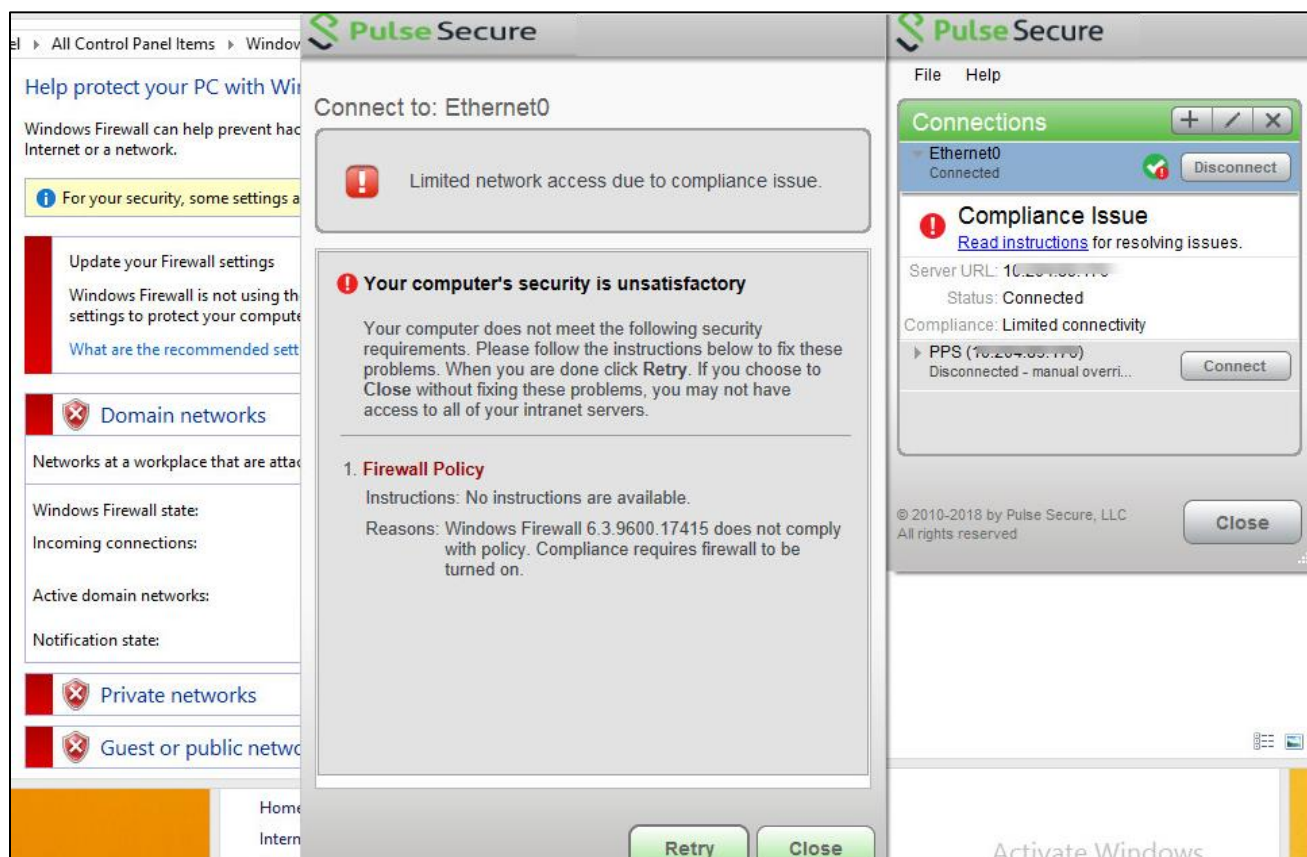 el ▸ All Control Panel Items ▸ Window
Help protect your PC with Wi
Windows Firewall can help prevent hac
Internet or a network.
For your security, some settings a
Update your Firewall settings
Windows Firewall is not using th
settings to protect your compute
What are the recommended sett
Domain networks
Networks at a workplace that are attac
Windows Firewall state:
Incoming connections:
Active domain networks:
Notification state:
Private networks
Guest or public netwo
Home
Intern
Pulse Secure
Connect to: Ethernet0
Limited network access due to compliance issue.
Your computer's security is unsatisfactory
Your computer does not meet the following security
requirements. Please follow the instructions below to fix these
problems. When you are done click Retry. If you choose to
Close without fixing these problems, you may not have
access to all of your intranet servers.
1. Firewall Policy
Instructions: No instructions are available.
Reasons: Windows Firewall 6.3.9600.17415 does not comply
with policy. Compliance requires firewall to be
turned on.
Retry Close
Pulse Secure
File Help
Connections
Ethernet0
Connected
Disconnect
Compliance Issue
Read instructions for resolving issues.
Server URL:
Status: Connected
Compliance: Limited connectivity
PPS
Disconnected - manual overri...
Connect
© 2010-2018 by Pulse Secure, LLC
All rights reserved
Close
Activate Windows